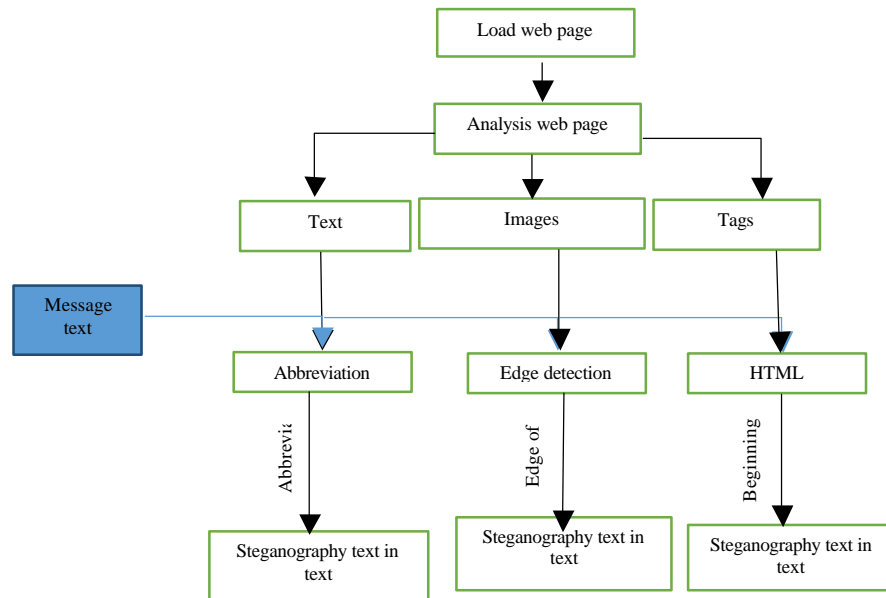 Load web page
Analysis web page
Text
Images
Tags
Message
text
Abbreviation
Edge detection
HTML
Edge of
Beginning
Steganography text in
text
Steganography text in
text
Steganography text in
text